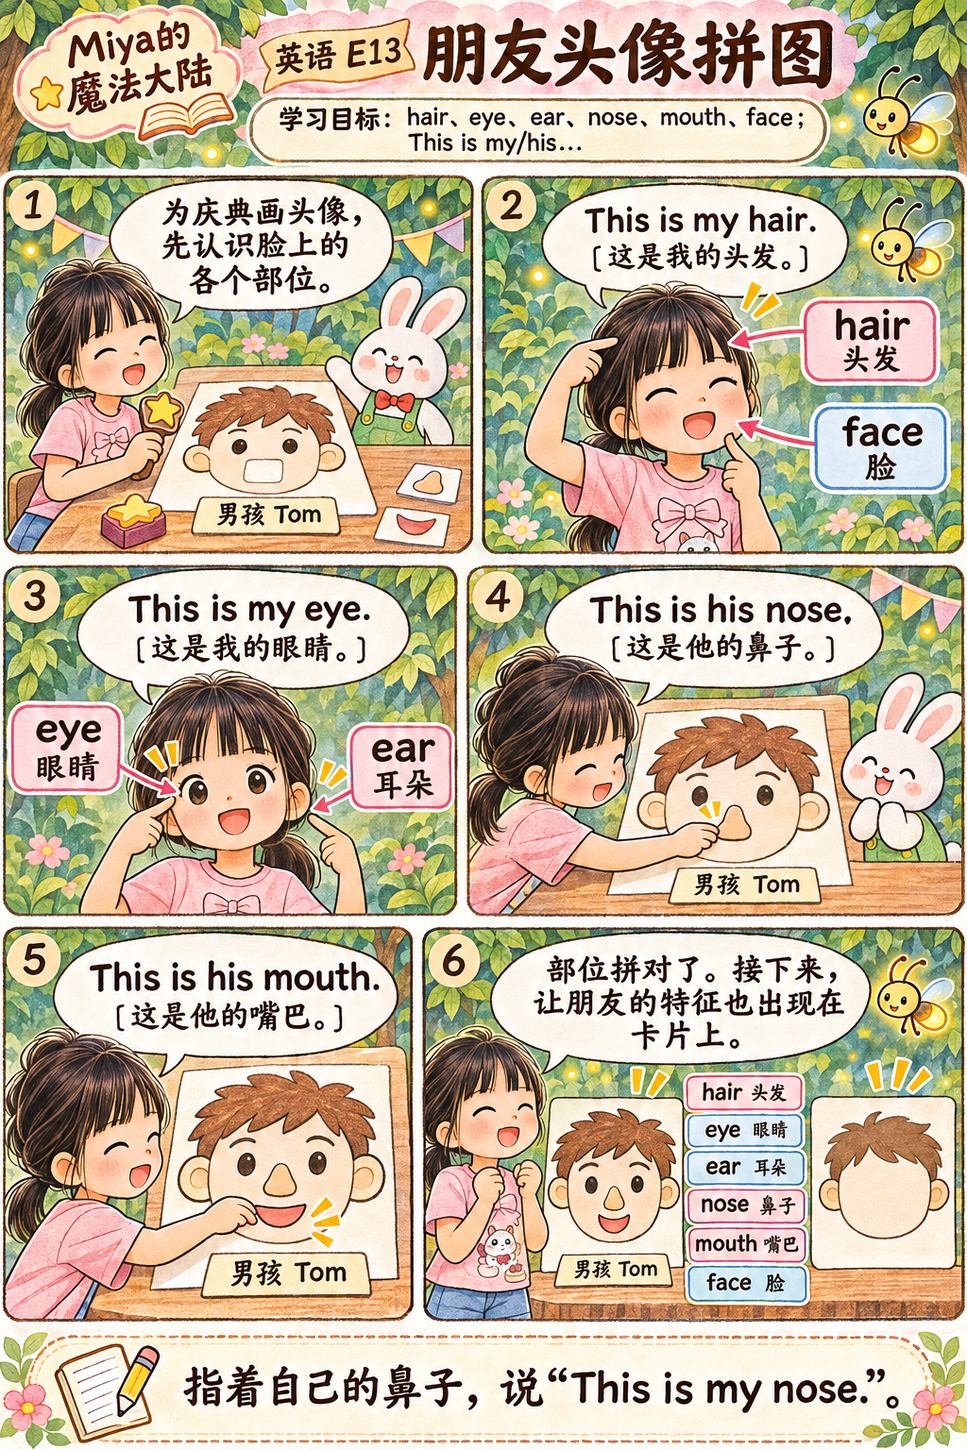 Miya的
魔法大陆
英语 E13
朋友头像拼图
学习目标：hair、eye、ear、nose、mouth、face；
This is my/his...
1
为庆典画头像，
先认识脸上的
各个部位。
男孩 Tom
2
This is my hair.
[这是我的头发。]
hair
头发
face
脸
3
This is my eye.
[这是我的眼睛。]
eye
眼睛
ear
耳朵
4
This is his nose.
[这是他的鼻子。]
男孩 Tom
5
This is his mouth.
[这是他的嘴巴。]
男孩 Tom
6
部位拼对了。接下来，
让朋友的特征也出现在
卡片上。
hair 头发
eye 眼睛
ear 耳朵
nose 鼻子
mouth 嘴巴
face 脸
男孩 Tom
指着自己的鼻子，说“This is my nose.”。